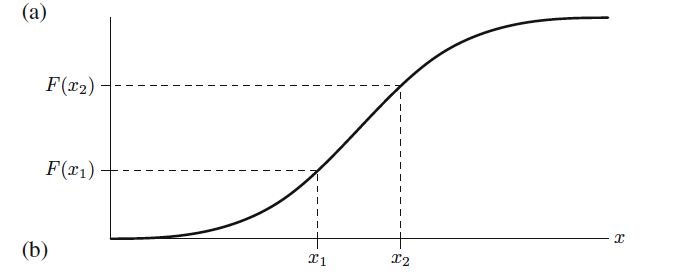 (a)
F(x₂)
F(x₁)
x
(b)
x₁ x₂